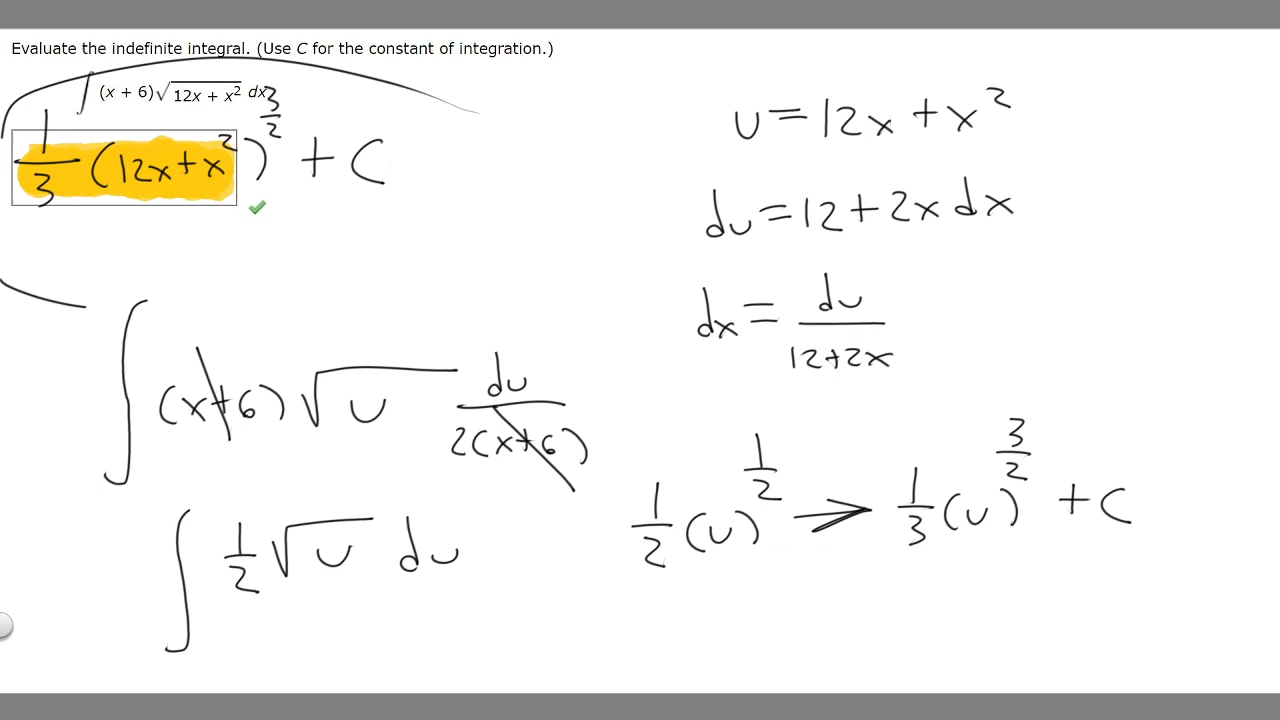 Evaluate the indefinite integral. (Use C for the constant of integration.)
∫ (x + 6)√(12x + x²) dx
1/3 (12x+x²)^(3/2) + C
u = 12x + x²
du = 12 + 2x dx
dx = du/(12+2x)
∫ (x+6) √u du/(2(x+6))
∫ 1/2 √u du
1/2 (u)^(1/2) → 1/3 (u)^(3/2) + C